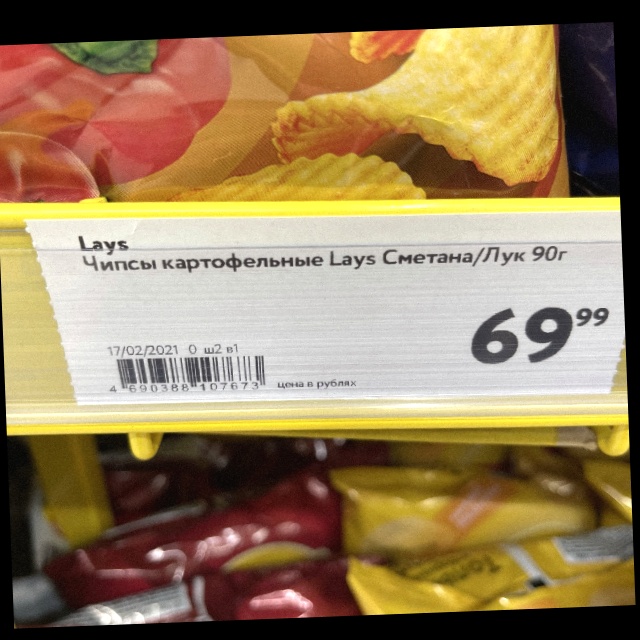 Lays
Чипсы картофельные Lays Сметана/Лук 90г
69 99
17/02/2021 0 ш2 в1
4 690388 107673
цена в рублях